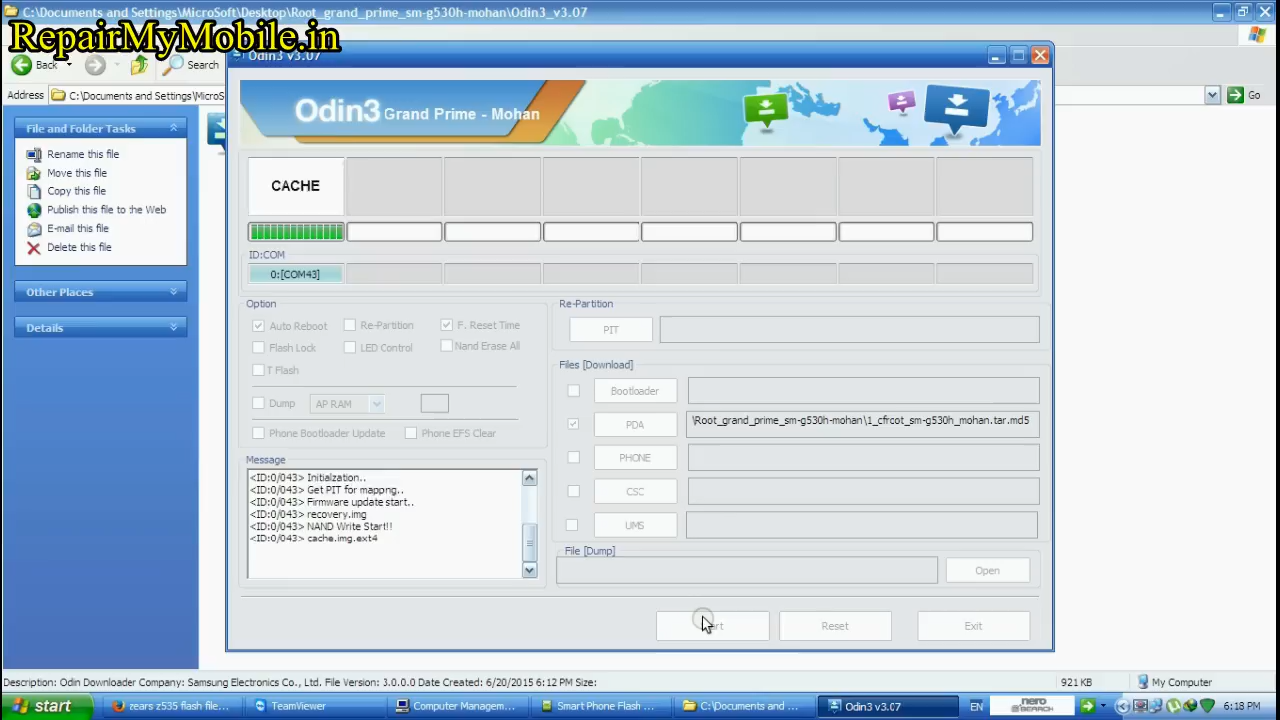 C:\Documents and Settings\MicroSoft\Desktop\Root_grand_prime_sm-g530h-mohan\Odin3_v3.07
RepairMyMobile.in
Back
Search
Address
C:\Documents and Settings\MicroS
Go
File and Folder Tasks
Rename this file
Move this file
Copy this file
Publish this file to the Web
E-mail this file
Delete this file
Other Places
Details
Odin3 v3.07
Odin3 Grand Prime - Mohan
CACHE
ID:COM
0:[COM43]
Option
Auto Reboot
Re-Partition
F. Reset Time
Flash Lock
LED Control
Nand Erase All
T Flash
Dump
AP RAM
Phone Bootloader Update
Phone EFS Clear
Message
<ID:0/043> Initialzation..
<ID:0/043> Get PIT for mapping..
<ID:0/043> Firmware update start..
<ID:0/043> recovery.img
<ID:0/043> NAND Write Start!!
<ID:0/043> cache.img.ext4
Re-Partition
PIT
Files [Download]
Bootloader
PDA
\Root_grand_prime_sm-g530h-mohan\1_cfrcot_sm-g530h_mohan.tar.md5
PHONE
CSC
UMS
File [Dump]
Open
Reset
Exit
Description: Odin Downloader Company: Samsung Electronics Co., Ltd. File Version: 3.0.0.0 Date Created: 6/20/2015 6:12 PM Size:
921 KB
My Computer
start
zears z535 flash file...
TeamViewer
Computer Managem...
Smart Phone Flash ...
C:\Documents and ...
Odin3 v3.07
EN
nero
SEARCH
6:18 PM